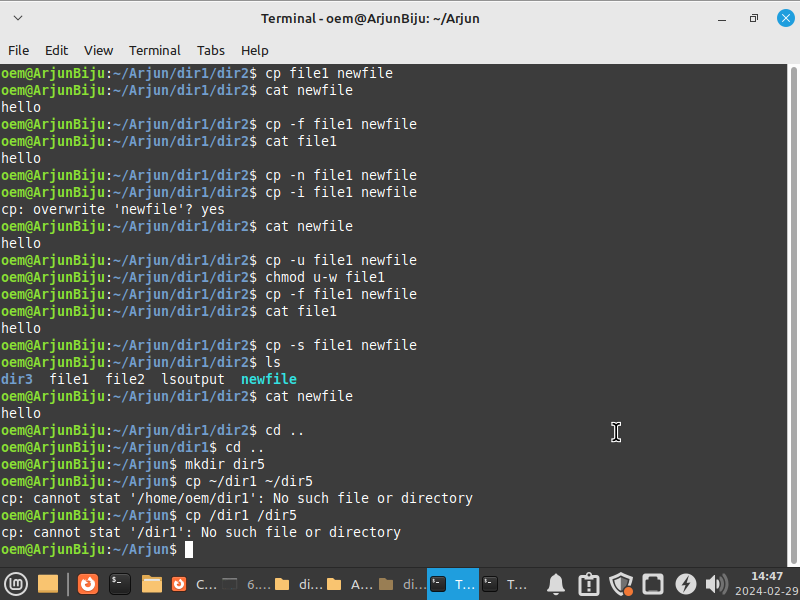 Terminal - oem@ArjunBiju: ~/Arjun
File Edit View Terminal Tabs Help
oem@ArjunBiju:~/Arjun/dir1/dir2$ cp file1 newfile
oem@ArjunBiju:~/Arjun/dir1/dir2$ cat newfile
hello
oem@ArjunBiju:~/Arjun/dir1/dir2$ cp -f file1 newfile
oem@ArjunBiju:~/Arjun/dir1/dir2$ cat file1
hello
oem@ArjunBiju:~/Arjun/dir1/dir2$ cp -n file1 newfile
oem@ArjunBiju:~/Arjun/dir1/dir2$ cp -i file1 newfile
cp: overwrite 'newfile'? yes
oem@ArjunBiju:~/Arjun/dir1/dir2$ cat newfile
hello
oem@ArjunBiju:~/Arjun/dir1/dir2$ cp -u file1 newfile
oem@ArjunBiju:~/Arjun/dir1/dir2$ chmod u-w file1
oem@ArjunBiju:~/Arjun/dir1/dir2$ cp -f file1 newfile
oem@ArjunBiju:~/Arjun/dir1/dir2$ cat file1
hello
oem@ArjunBiju:~/Arjun/dir1/dir2$ cp -s file1 newfile
oem@ArjunBiju:~/Arjun/dir1/dir2$ ls
dir3 file1 file2 lsoutput newfile
oem@ArjunBiju:~/Arjun/dir1/dir2$ cat newfile
hello
oem@ArjunBiju:~/Arjun/dir1/dir2$ cd ..
oem@ArjunBiju:~/Arjun/dir1$ cd ..
oem@ArjunBiju:~/Arjun$ mkdir dir5
oem@ArjunBiju:~/Arjun$ cp ~/dir1 ~/dir5
cp: cannot stat '/home/oem/dir1': No such file or directory
oem@ArjunBiju:~/Arjun$ cp /dir1 /dir5
cp: cannot stat '/dir1': No such file or directory
oem@ArjunBiju:~/Arjun$
C... 6.... di... A... di... T... T... 14:47
2024-02-29